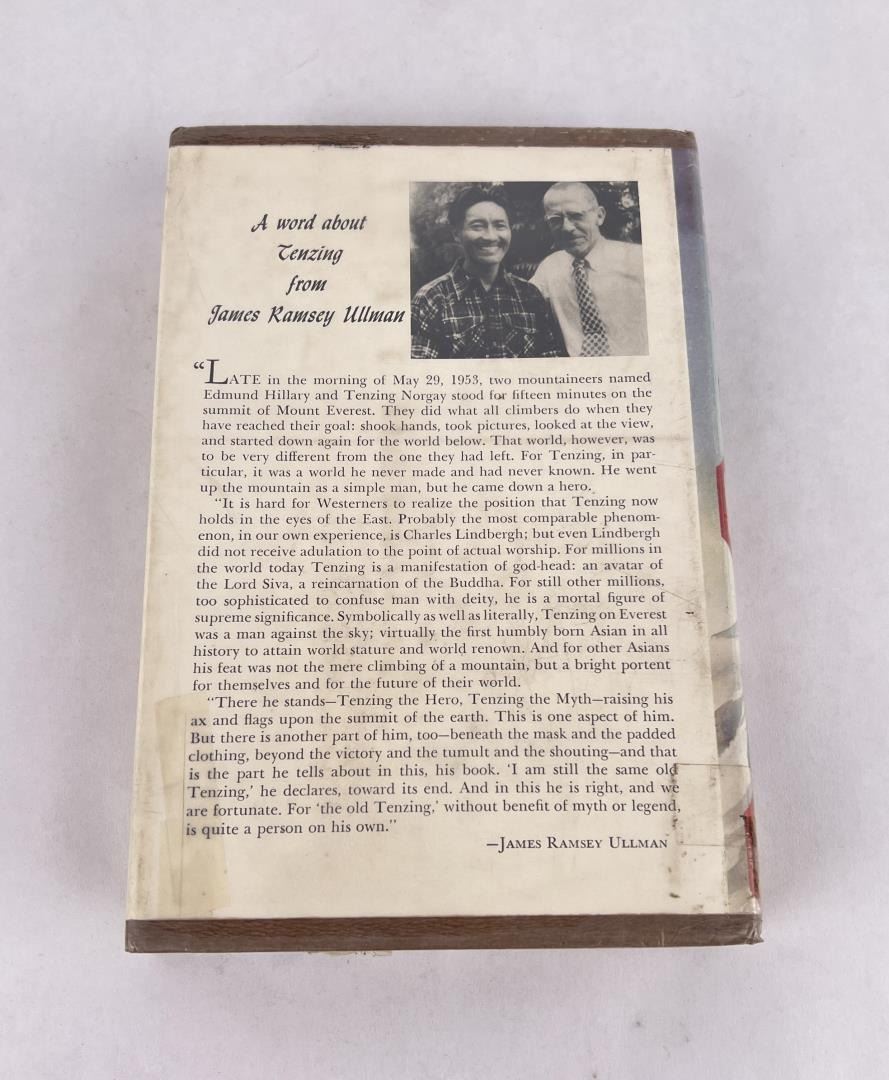 A word about
Tenzing
from
James Ramsey Ullman
“LATE in the morning of May 29, 1953, two mountaineers named
Edmund Hillary and Tenzing Norgay stood for fifteen minutes on the
summit of Mount Everest. They did what all climbers do when they
have reached their goal: shook hands, took pictures, looked at the view,
and started down again for the world below. That world, however, was
to be very different from the one they had left. For Tenzing, in par-
ticular, it was a world he never made and had never known. He went
up the mountain as a simple man, but he came down a hero.
“It is hard for Westerners to realize the position that Tenzing now
holds in the eyes of the East. Probably the most comparable phenom-
enon, in our own experience, is Charles Lindbergh; but even Lindbergh
did not receive adulation to the point of actual worship. For millions in
the world today Tenzing is a manifestation of god-head: an avatar of
the Lord Siva, a reincarnation of the Buddha. For still other millions,
too sophisticated to confuse man with deity, he is a mortal figure of
supreme significance. Symbolically as well as literally, Tenzing on Everest
was a man against the sky; virtually the first humbly born Asian in all
history to attain world stature and world renown. And for other Asians
his feat was not the mere climbing of a mountain, but a bright portent
for themselves and for the future of their world.
“There he stands—Tenzing the Hero, Tenzing the Myth—raising his
ax and flags upon the summit of the earth. This is one aspect of him.
But there is another part of him, too—beneath the mask and the padded
clothing, beyond the victory and the tumult and the shouting—and that
is the part he tells about in this, his book. ‘I am still the same old
Tenzing,’ he declares, toward its end. And in this he is right, and we
are fortunate. For ‘the old Tenzing,’ without benefit of myth or legend,
is quite a person on his own.”
—JAMES RAMSEY ULLMAN